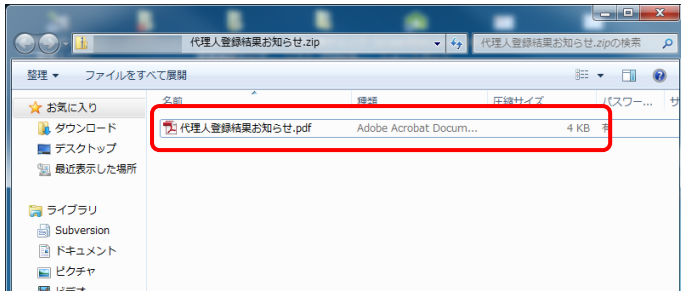 代理人登録結果お知らせ.zip
代理人登録結果お知らせ.zipの検索
整理
ファイルをすべて展開
名前 種類 圧縮サイズ パスワー... サ
お気に入り
代理人登録結果お知らせ.pdf Adobe Acrobat Docum... 4 KB 有
ダウンロード
デスクトップ
最近表示した場所
ライブラリ
Subversion
ドキュメント
ピクチャ
ビデオ